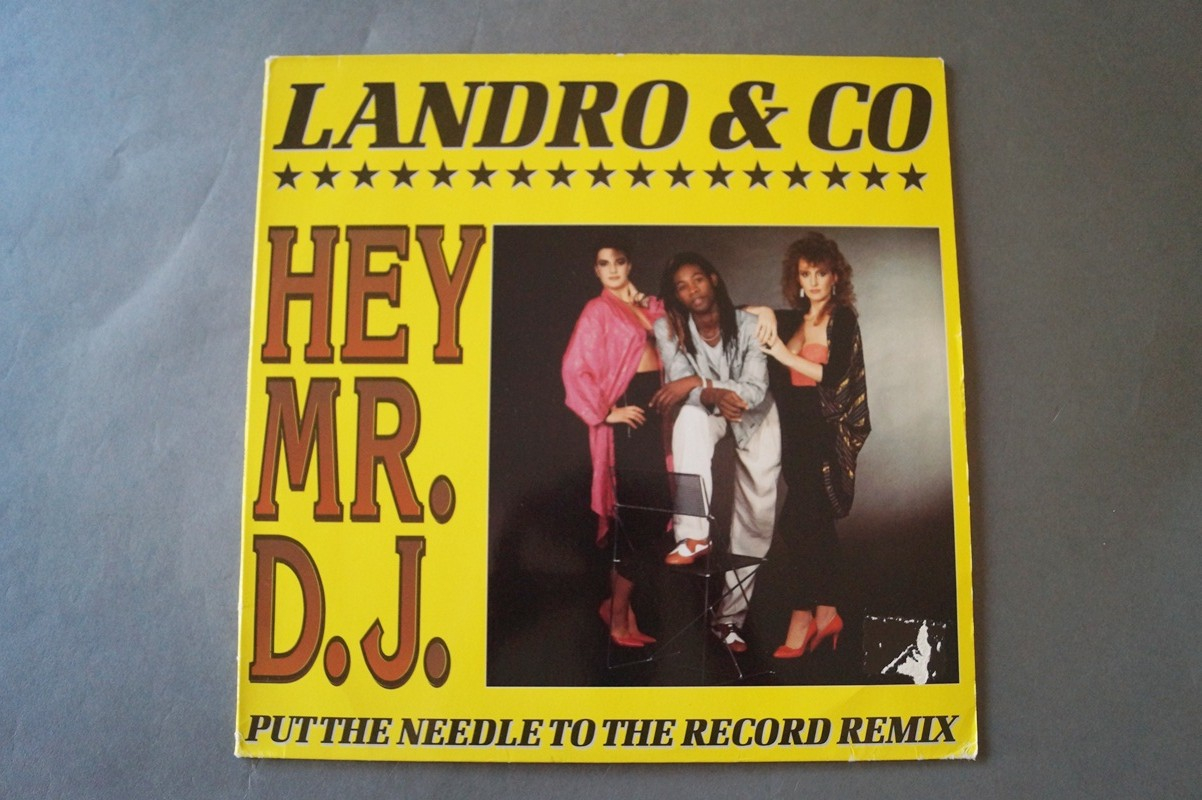 LANDRO & CO
HEY
MR.
D.J.
PUT THE NEEDLE TO THE RECORD REMIX